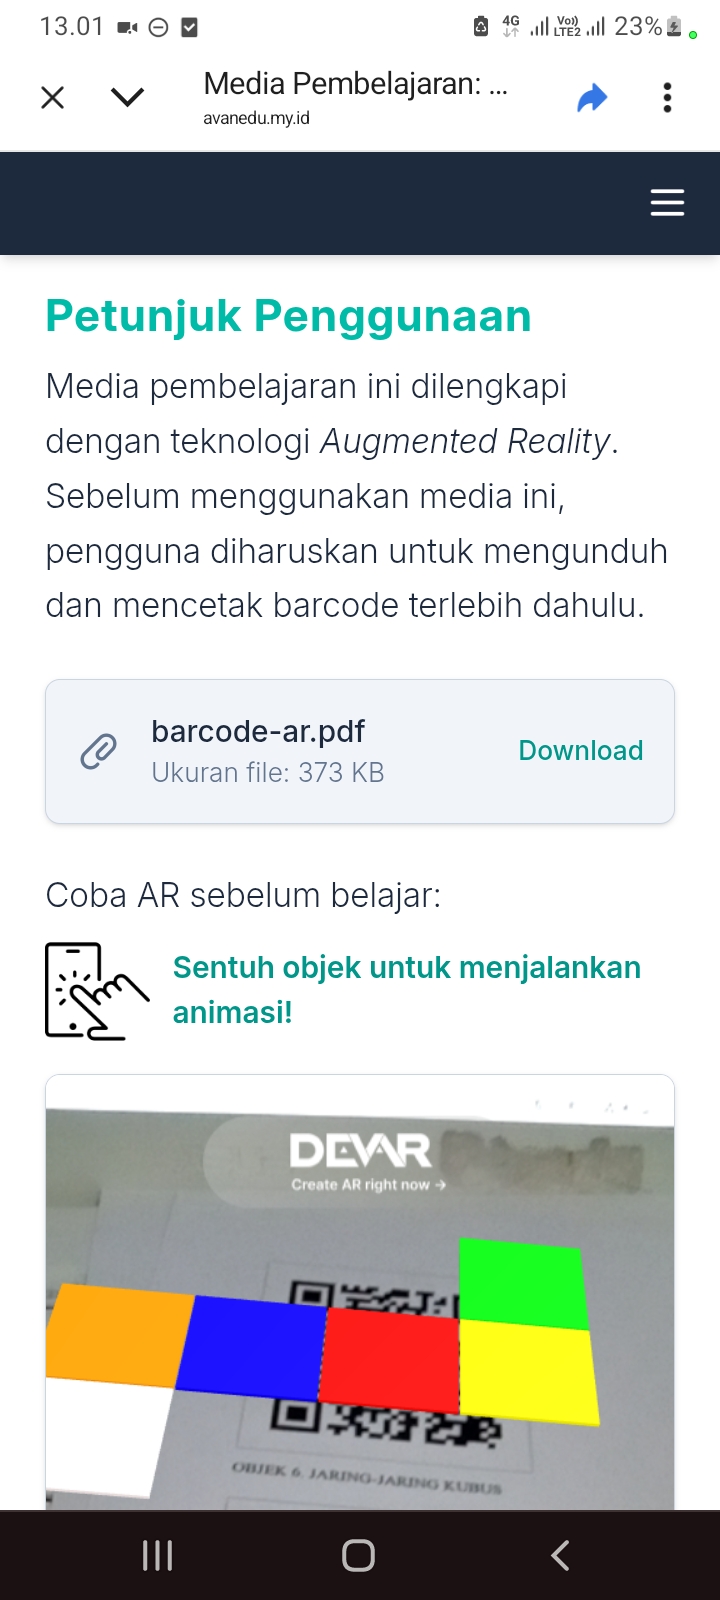 13.01
4G
Vo))
LTE2
23%
Media Pembelajaran: ...
avanedu.my.id
Petunjuk Penggunaan
Media pembelajaran ini dilengkapi
dengan teknologi Augmented Reality.
Sebelum menggunakan media ini,
pengguna diharuskan untuk mengunduh
dan mencetak barcode terlebih dahulu.
barcode-ar.pdf
Download
Ukuran file: 373 KB
Coba AR sebelum belajar:
Sentuh objek untuk menjalankan
animasi!
DEVAR
Create AR right now →
OBJEK 6. JARING-JARING KUBUS